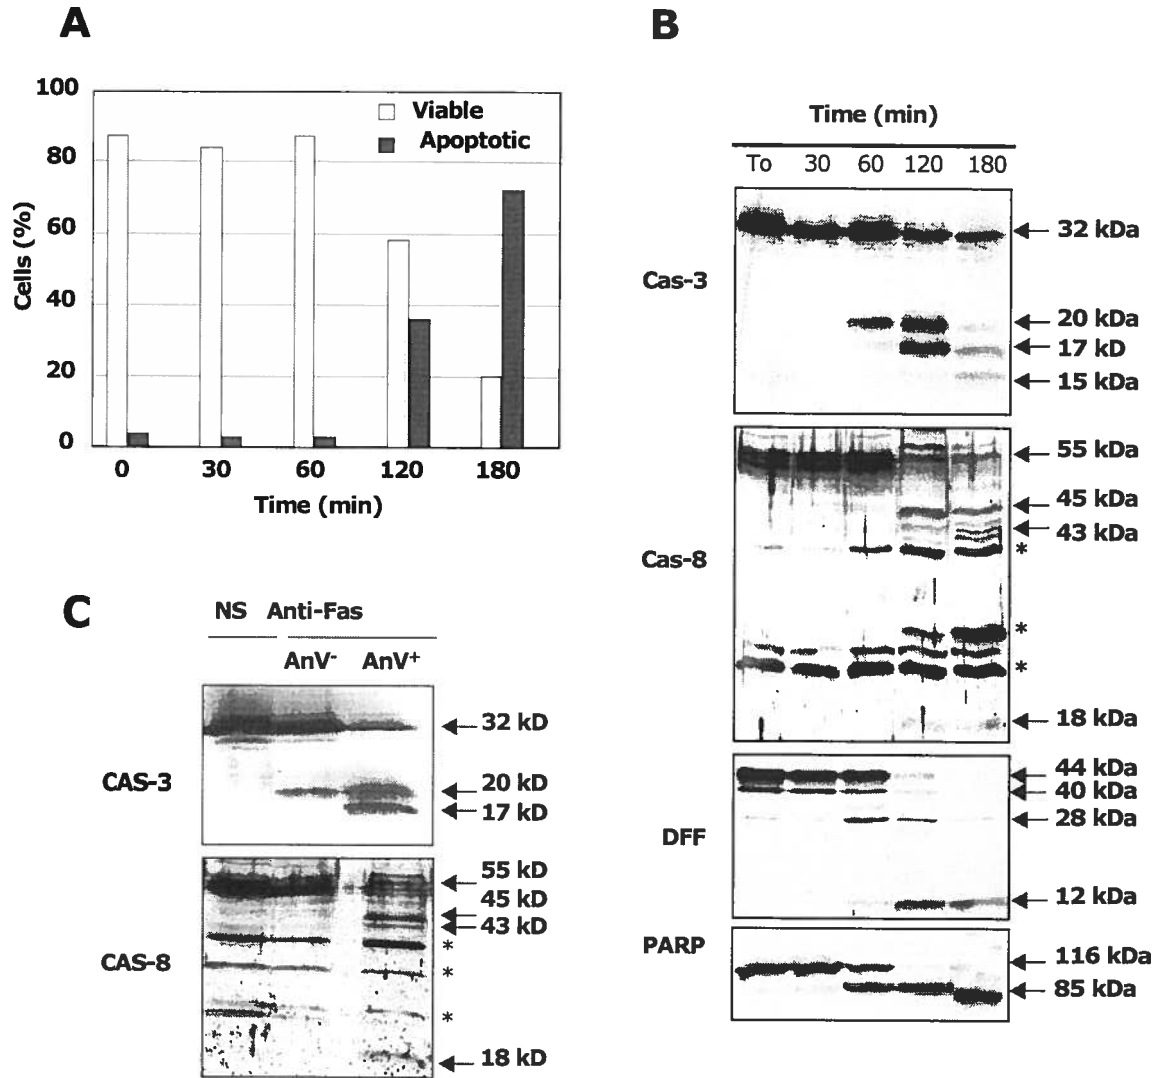 A
100
80
60
40
20
0
Cells (%)
Viable
Apoptotic
0 30 60 120 180
Time (min)
B
Time (min)
To 30 60 120 180
Cas-3
32 kDa
20 kDa
17 kD
15 kDa
Cas-8
55 kDa
45 kDa
43 kDa
*
*
*
18 kDa
DFF
44 kDa
40 kDa
28 kDa
12 kDa
PARP
116 kDa
85 kDa
C
NS Anti-Fas
AnV- AnV+
CAS-3
32 kD
20 kD
17 kD
CAS-8
55 kD
45 kD
43 kD
*
*
*
18 kD